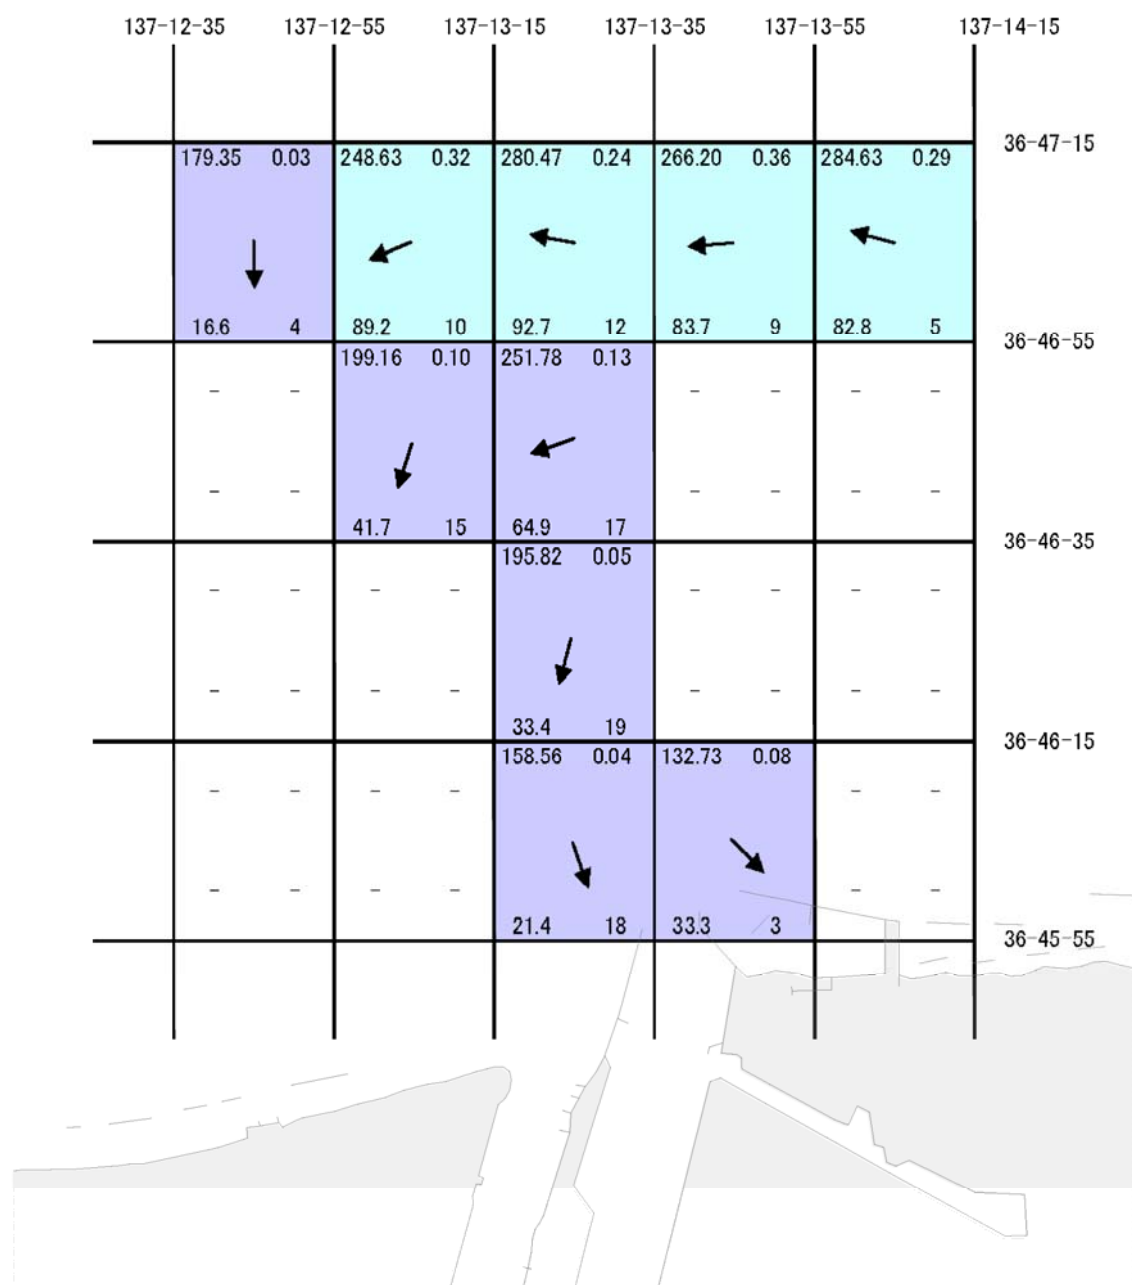 137-12-35 137-12-55 137-13-15 137-13-35 137-13-55 137-14-15
36-47-15
179.35 0.03 248.63 0.32 280.47 0.24 266.20 0.36 284.63 0.29
16.6 4 89.2 10 92.7 12 83.7 9 82.8 5
36-46-55
199.16 0.10 251.78 0.13
- - - - - -
- - - - - -
41.7 15 64.9 17
36-46-35
195.82 0.05
- - - - - - - -
- - - - - - - -
33.4 19
36-46-15
158.56 0.04 132.73 0.08
- - - - - -
- - - - - -
21.4 18 33.3 3
36-45-55